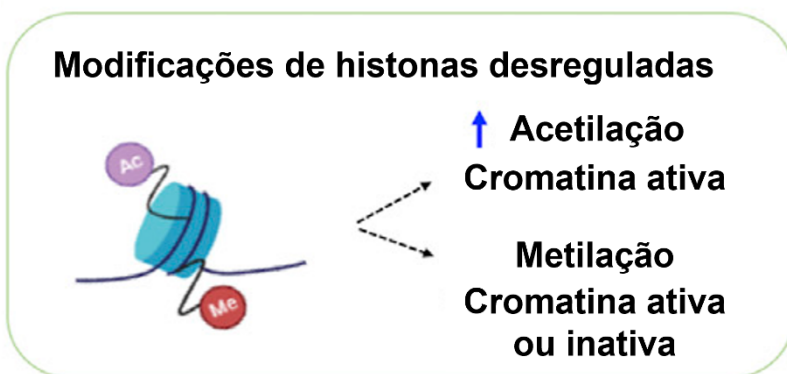 Modificações de histonas desreguladas
Ac
Acetilação
Cromatina ativa
Metilação
Cromatina ativa
ou inativa
Me